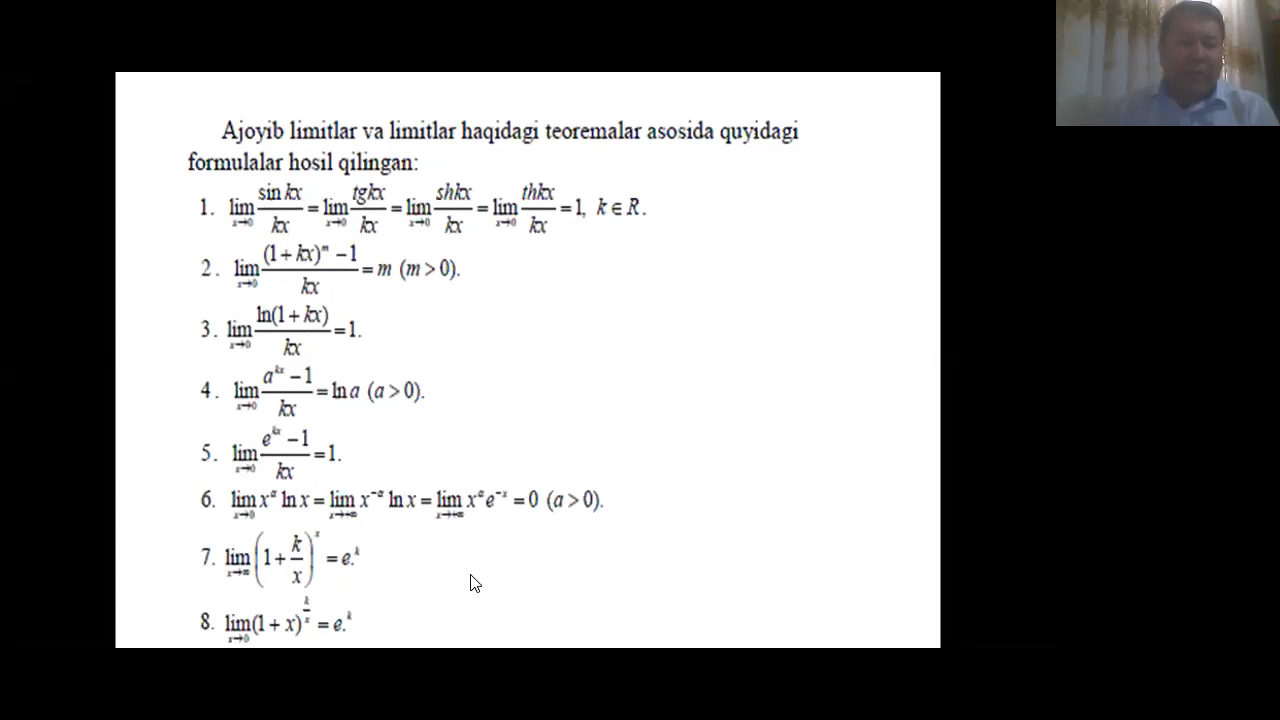 Ajoyib limitlar va limitlar haqidagi teoremalar asosida quyidagi
formulalar hosil qilingan:
1. lim_{x→0} sin kx / kx = lim_{x→0} tgkx / kx = lim_{x→0} shkx / kx = lim_{x→0} thkx / kx = 1, k ∈ R.
2. lim_{x→0} ((1 + kx)^m − 1) / kx = m (m > 0).
3. lim_{x→0} ln(1 + kx) / kx = 1.
4. lim_{x→0} (a^{kx} − 1) / kx = ln a (a > 0).
5. lim_{x→0} (e^{kx} − 1) / kx = 1.
6. lim_{x→0} x^α ln x = lim_{x→+∞} x^{−α} ln x = lim_{x→+∞} x^α e^{−x} = 0 (a > 0).
7. lim_{x→∞} (1 + k/x)^x = e.^k
8. lim_{x→0} (1 + x)^{k/x} = e.^k